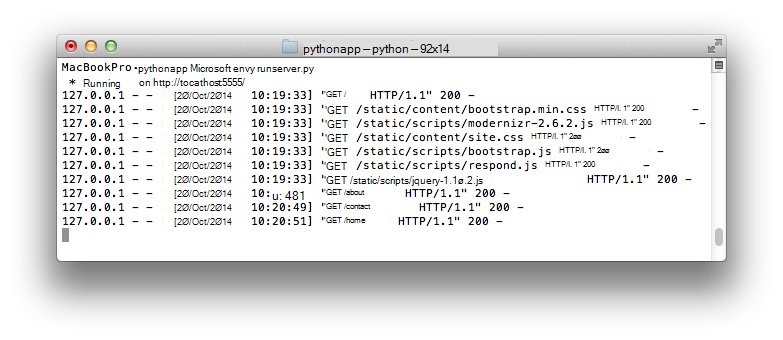 pythonapp – python – 92x14
MacBookPro •pythonapp Microsoft envy runserver.py
* Running on http://tocathost:5555/
127.0.0.1 – – [2Ø/Oct/2Ø14 10:19:33] "GET / HTTP/1.1" 200 –
127.0.0.1 – – [2Ø/Oct/2Ø14 10:19:33] "GET /static/content/bootstrap.min.css HTTP/l. 1" 200 –
127.0.0.1 – – [2Ø/Oct/2Ø14 10:19:33] "GET /static/scripts/modernizr-2.6.2.js HTTP/l. 1" 200 –
127.0.0.1 – – [2Ø/Oct/2Ø14 10:19:33] "GET /static/content/site.css HTTP/l. 1" 2øø –
127.0.0.1 – – [2Ø/Oct/2Ø14 10:19:33] "GET /static/scripts/bootstrap.js HTTP/l. 1" 2øø –
127.0.0.1 – – [2Ø/Oct/2Ø14 10:19:33] "GET /static/scripts/respond.js HTTP/l. 1" 200 –
127.0.0.1 – – [2Ø/Oct/2Ø14 10:19:33] "GET /static/scripts/jquery-1.1ø.2.js HTTP/1.1" 200 –
127.0.0.1 – – [2Ø/Oct/2Ø14 10:u: 481 "GET /about HTTP/1.1" 200 –
127.0.0.1 – – [2Ø/Oct/2Ø14 10:20:49] "GET /contact HTTP/1.1" 200 –
127.0.0.1 – – [2Ø/Oct/2Ø14 10:20:51] "GET /home HTTP/1.1" 200 –